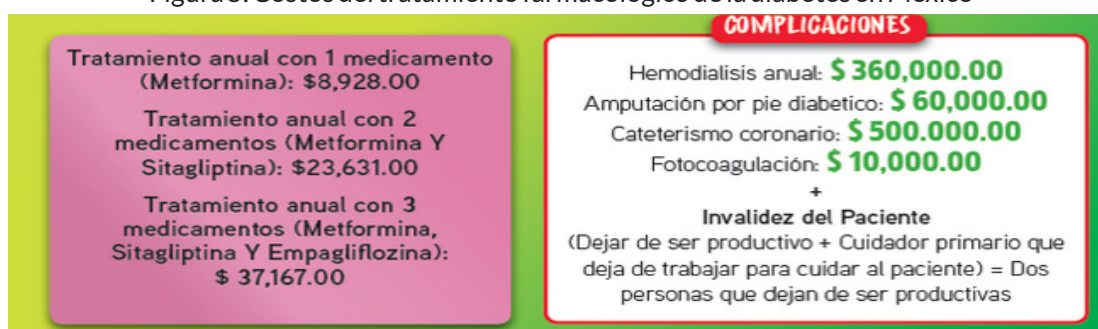 Tratamiento anual con 1 medicamento
(Metformina): $8,928.00
Tratamiento anual con 2
medicamentos (Metformina Y
Sitagliptina): $23,631.00
Tratamiento anual con 3
medicamentos (Metformina,
Sitagliptina Y Empagliflozina):
$ 37,167.00
COMPLICACIONES
Hemodialisis anual: $ 360,000.00
Amputación por pie diabetico: $ 60,000.00
Cateterismo coronario: $ 500.000.00
Fotocoagulación: $ 10,000.00
+
Invalidez del Paciente
(Dejar de ser productivo + Cuidador primario que
deja de trabajar para cuidar al paciente) = Dos
personas que dejan de ser productivas